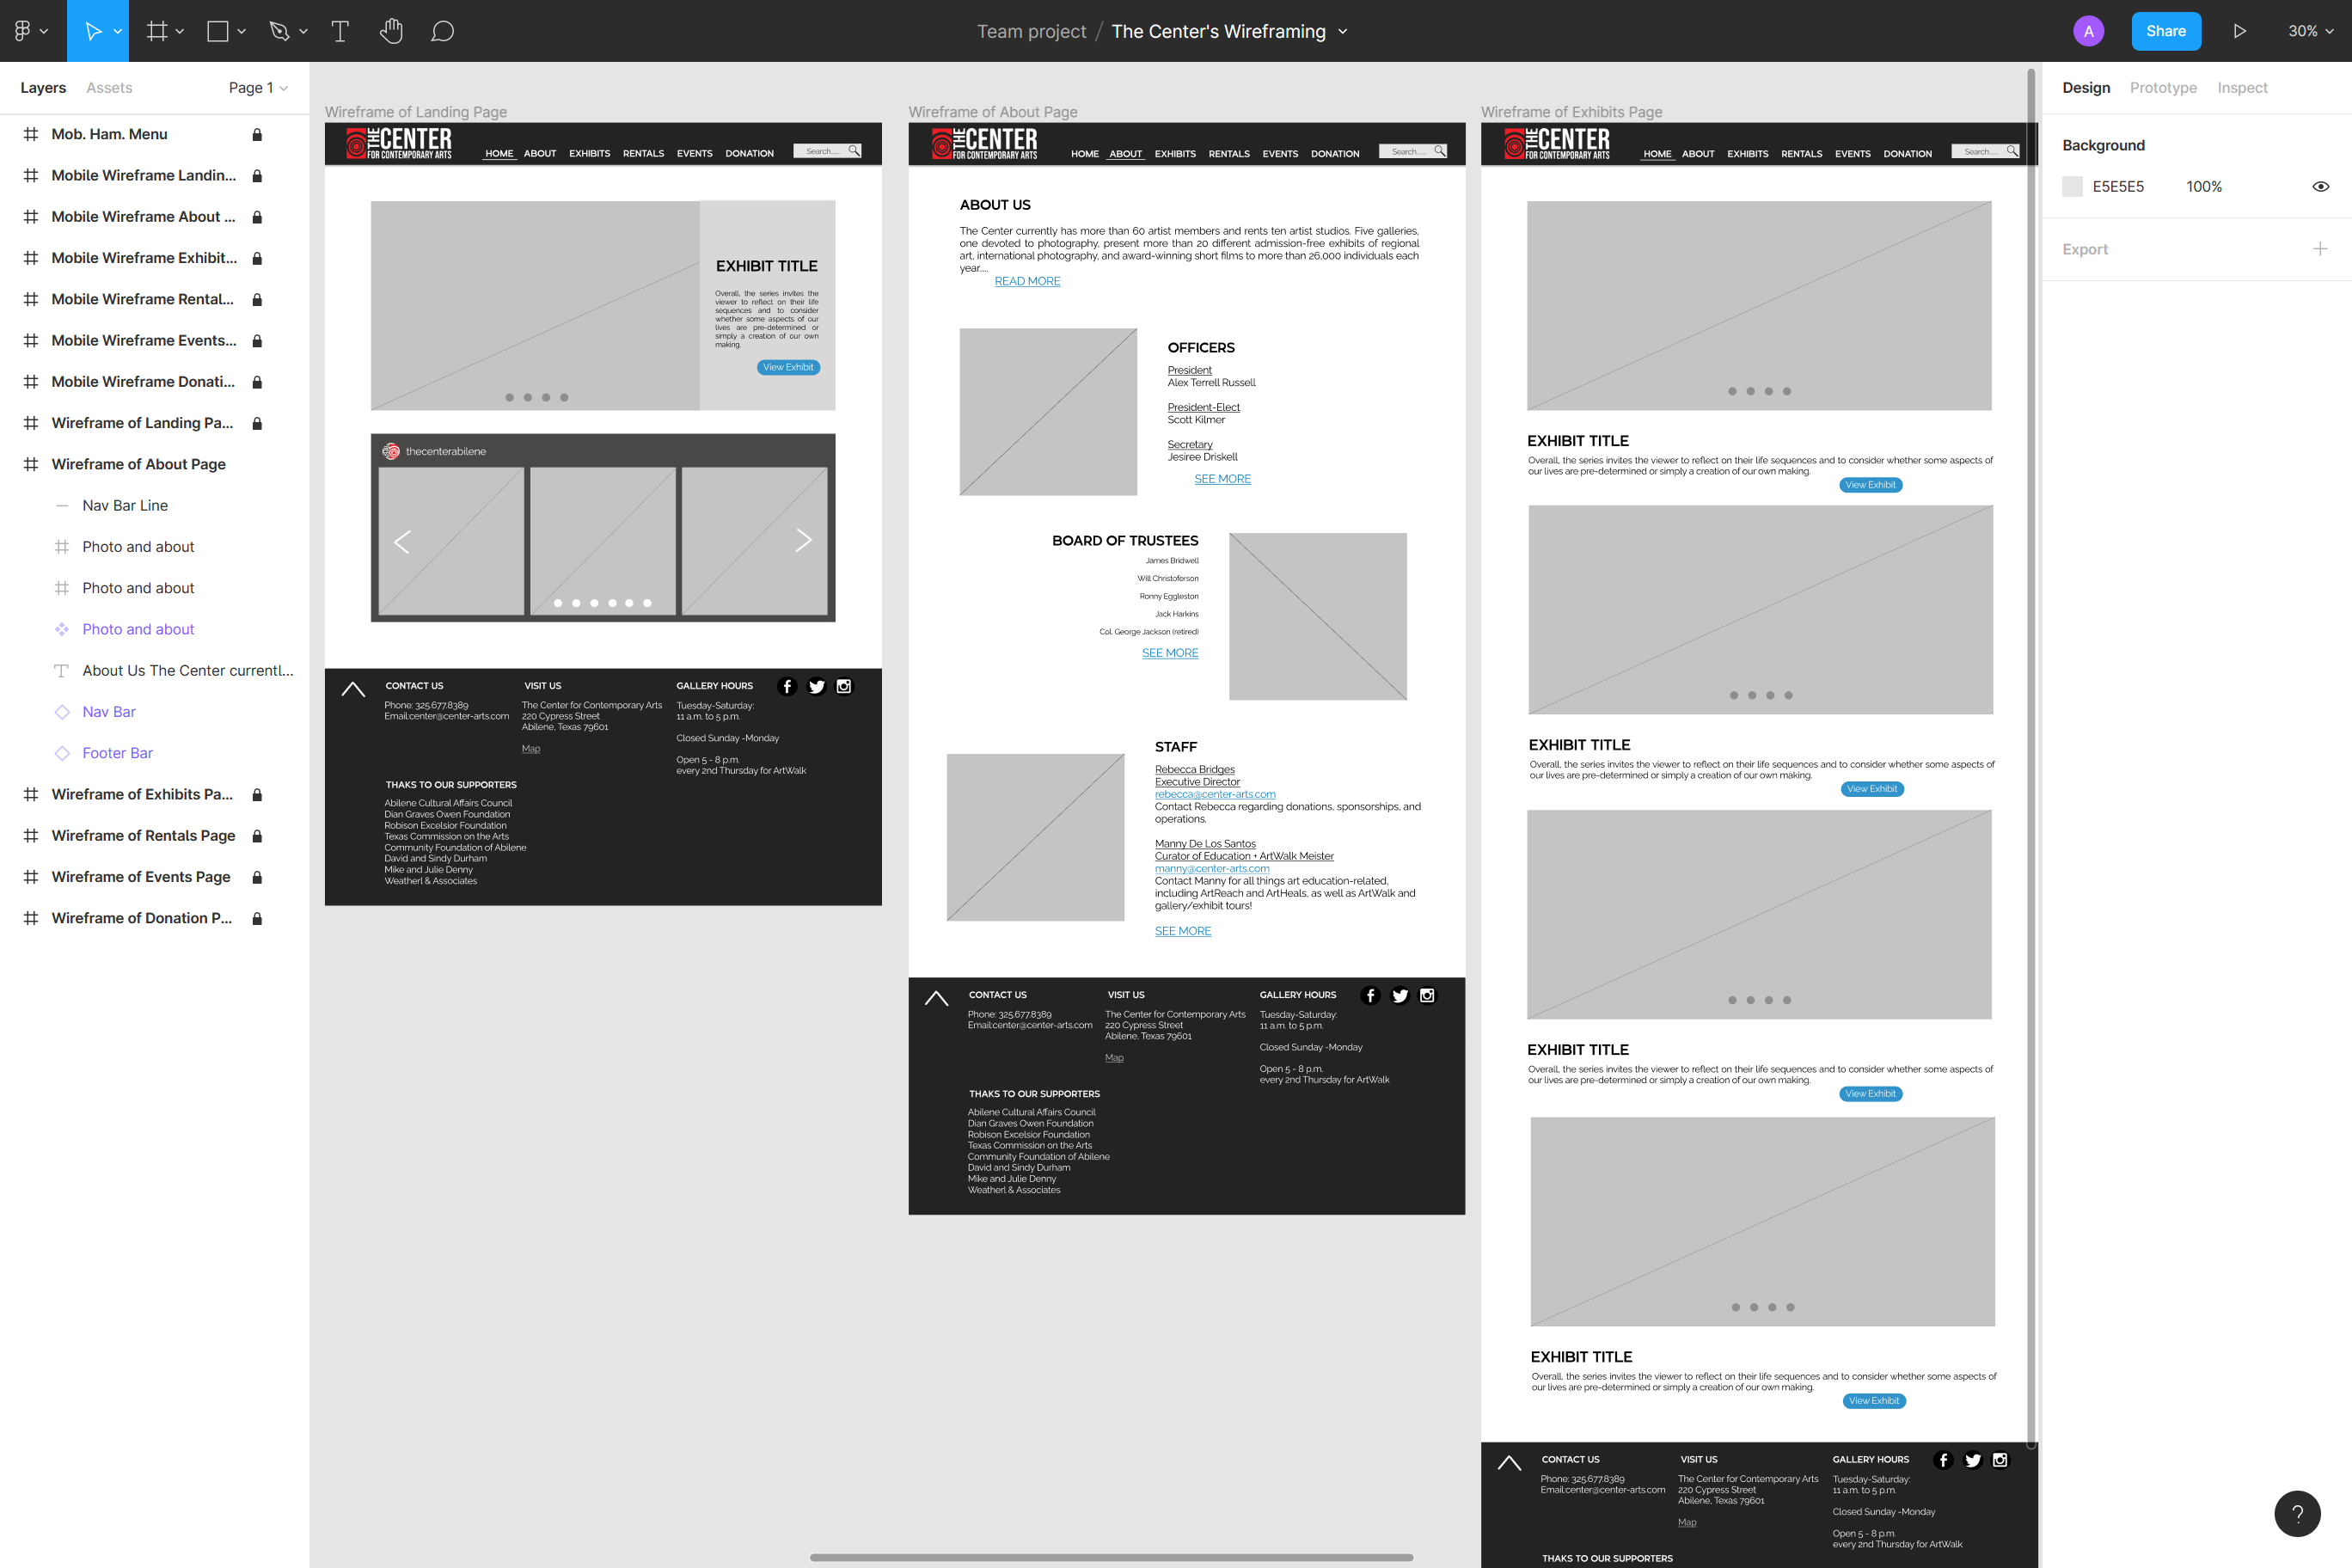 Team project / The Center's Wireframing
A
Share
30%
Layers
Assets
Page 1
Mob. Ham. Menu
Mobile Wireframe Landin...
Mobile Wireframe About ...
Mobile Wireframe Exhibit...
Mobile Wireframe Rental...
Mobile Wireframe Events...
Mobile Wireframe Donati...
Wireframe of Landing Pa...
Wireframe of About Page
Nav Bar Line
Photo and about
Photo and about
Photo and about
About Us The Center currentl...
Nav Bar
Footer Bar
Wireframe of Exhibits Pa...
Wireframe of Rentals Page
Wireframe of Events Page
Wireframe of Donation P...
Wireframe of Landing Page
THE CENTER
FOR CONTEMPORARY ARTS
HOME ABOUT EXHIBITS RENTALS EVENTS DONATION
Search.....
EXHIBIT TITLE
Overall, the series invites the
viewer to reflect on their life
sequences and to consider
whether some aspects of our
lives are pre-determined or
simply a creation of our own
making.
View Exhibit
thecenterabilene
CONTACT US
Phone: 325.677.8389
Email:center@center-arts.com
VISIT US
The Center for Contemporary Arts
220 Cypress Street
Abilene, Texas 79601
Map
GALLERY HOURS
Tuesday-Saturday:
11 a.m. to 5 p.m.
Closed Sunday -Monday
Open 5 - 8 p.m.
every 2nd Thursday for ArtWalk
THAKS TO OUR SUPPORTERS
Abilene Cultural Affairs Council
Dian Graves Owen Foundation
Robison Excelsior Foundation
Texas Commission on the Arts
Community Foundation of Abilene
David and Sindy Durham
Mike and Julie Denny
Weatherl & Associates
Wireframe of About Page
THE CENTER
FOR CONTEMPORARY ARTS
HOME ABOUT EXHIBITS RENTALS EVENTS DONATION
Search.....
ABOUT US
The Center currently has more than 60 artist members and rents ten artist studios. Five galleries,
one devoted to photography, present more than 20 different admission-free exhibits of regional
art, international photography, and award-winning short films to more than 26,000 individuals each
year....
READ MORE
OFFICERS
President
Alex Terrell Russell
President-Elect
Scott Kilmer
Secretary
Jesiree Driskell
SEE MORE
BOARD OF TRUSTEES
James Bridwell
Will Christoferson
Ronny Eggleston
Jack Harkins
Col. George Jackson (retired)
SEE MORE
STAFF
Rebecca Bridges
Executive Director
rebecca@center-arts.com
Contact Rebecca regarding donations, sponsorships, and
operations.
Manny De Los Santos
Curator of Education + ArtWalk Meister
manny@center-arts.com
Contact Manny for all things art education-related,
including ArtReach and ArtHeals, as well as ArtWalk and
gallery/exhibit tours!
SEE MORE
CONTACT US
Phone: 325.677.8389
Email:center@center-arts.com
VISIT US
The Center for Contemporary Arts
220 Cypress Street
Abilene, Texas 79601
Map
GALLERY HOURS
Tuesday-Saturday:
11 a.m. to 5 p.m.
Closed Sunday -Monday
Open 5 - 8 p.m.
every 2nd Thursday for ArtWalk
THAKS TO OUR SUPPORTERS
Abilene Cultural Affairs Council
Dian Graves Owen Foundation
Robison Excelsior Foundation
Texas Commission on the Arts
Community Foundation of Abilene
David and Sindy Durham
Mike and Julie Denny
Weatherl & Associates
Wireframe of Exhibits Page
THE CENTER
FOR CONTEMPORARY ARTS
HOME ABOUT EXHIBITS RENTALS EVENTS DONATION
Search.....
EXHIBIT TITLE
Overall, the series invites the viewer to reflect on their life sequences and to consider whether some aspects of
our lives are pre-determined or simply a creation of our own making.
View Exhibit
EXHIBIT TITLE
Overall, the series invites the viewer to reflect on their life sequences and to consider whether some aspects of
our lives are pre-determined or simply a creation of our own making.
View Exhibit
EXHIBIT TITLE
Overall, the series invites the viewer to reflect on their life sequences and to consider whether some aspects of
our lives are pre-determined or simply a creation of our own making.
View Exhibit
EXHIBIT TITLE
Overall, the series invites the viewer to reflect on their life sequences and to consider whether some aspects of
our lives are pre-determined or simply a creation of our own making.
View Exhibit
CONTACT US
Phone: 325.677.8389
Email:center@center-arts.com
VISIT US
The Center for Contemporary Arts
220 Cypress Street
Abilene, Texas 79601
Map
GALLERY HOURS
Tuesday-Saturday:
11 a.m. to 5 p.m.
Closed Sunday -Monday
Open 5 - 8 p.m.
every 2nd Thursday for ArtWalk
THAKS TO OUR SUPPORTERS
Design
Prototype
Inspect
Background
E5E5E5
100%
Export
?